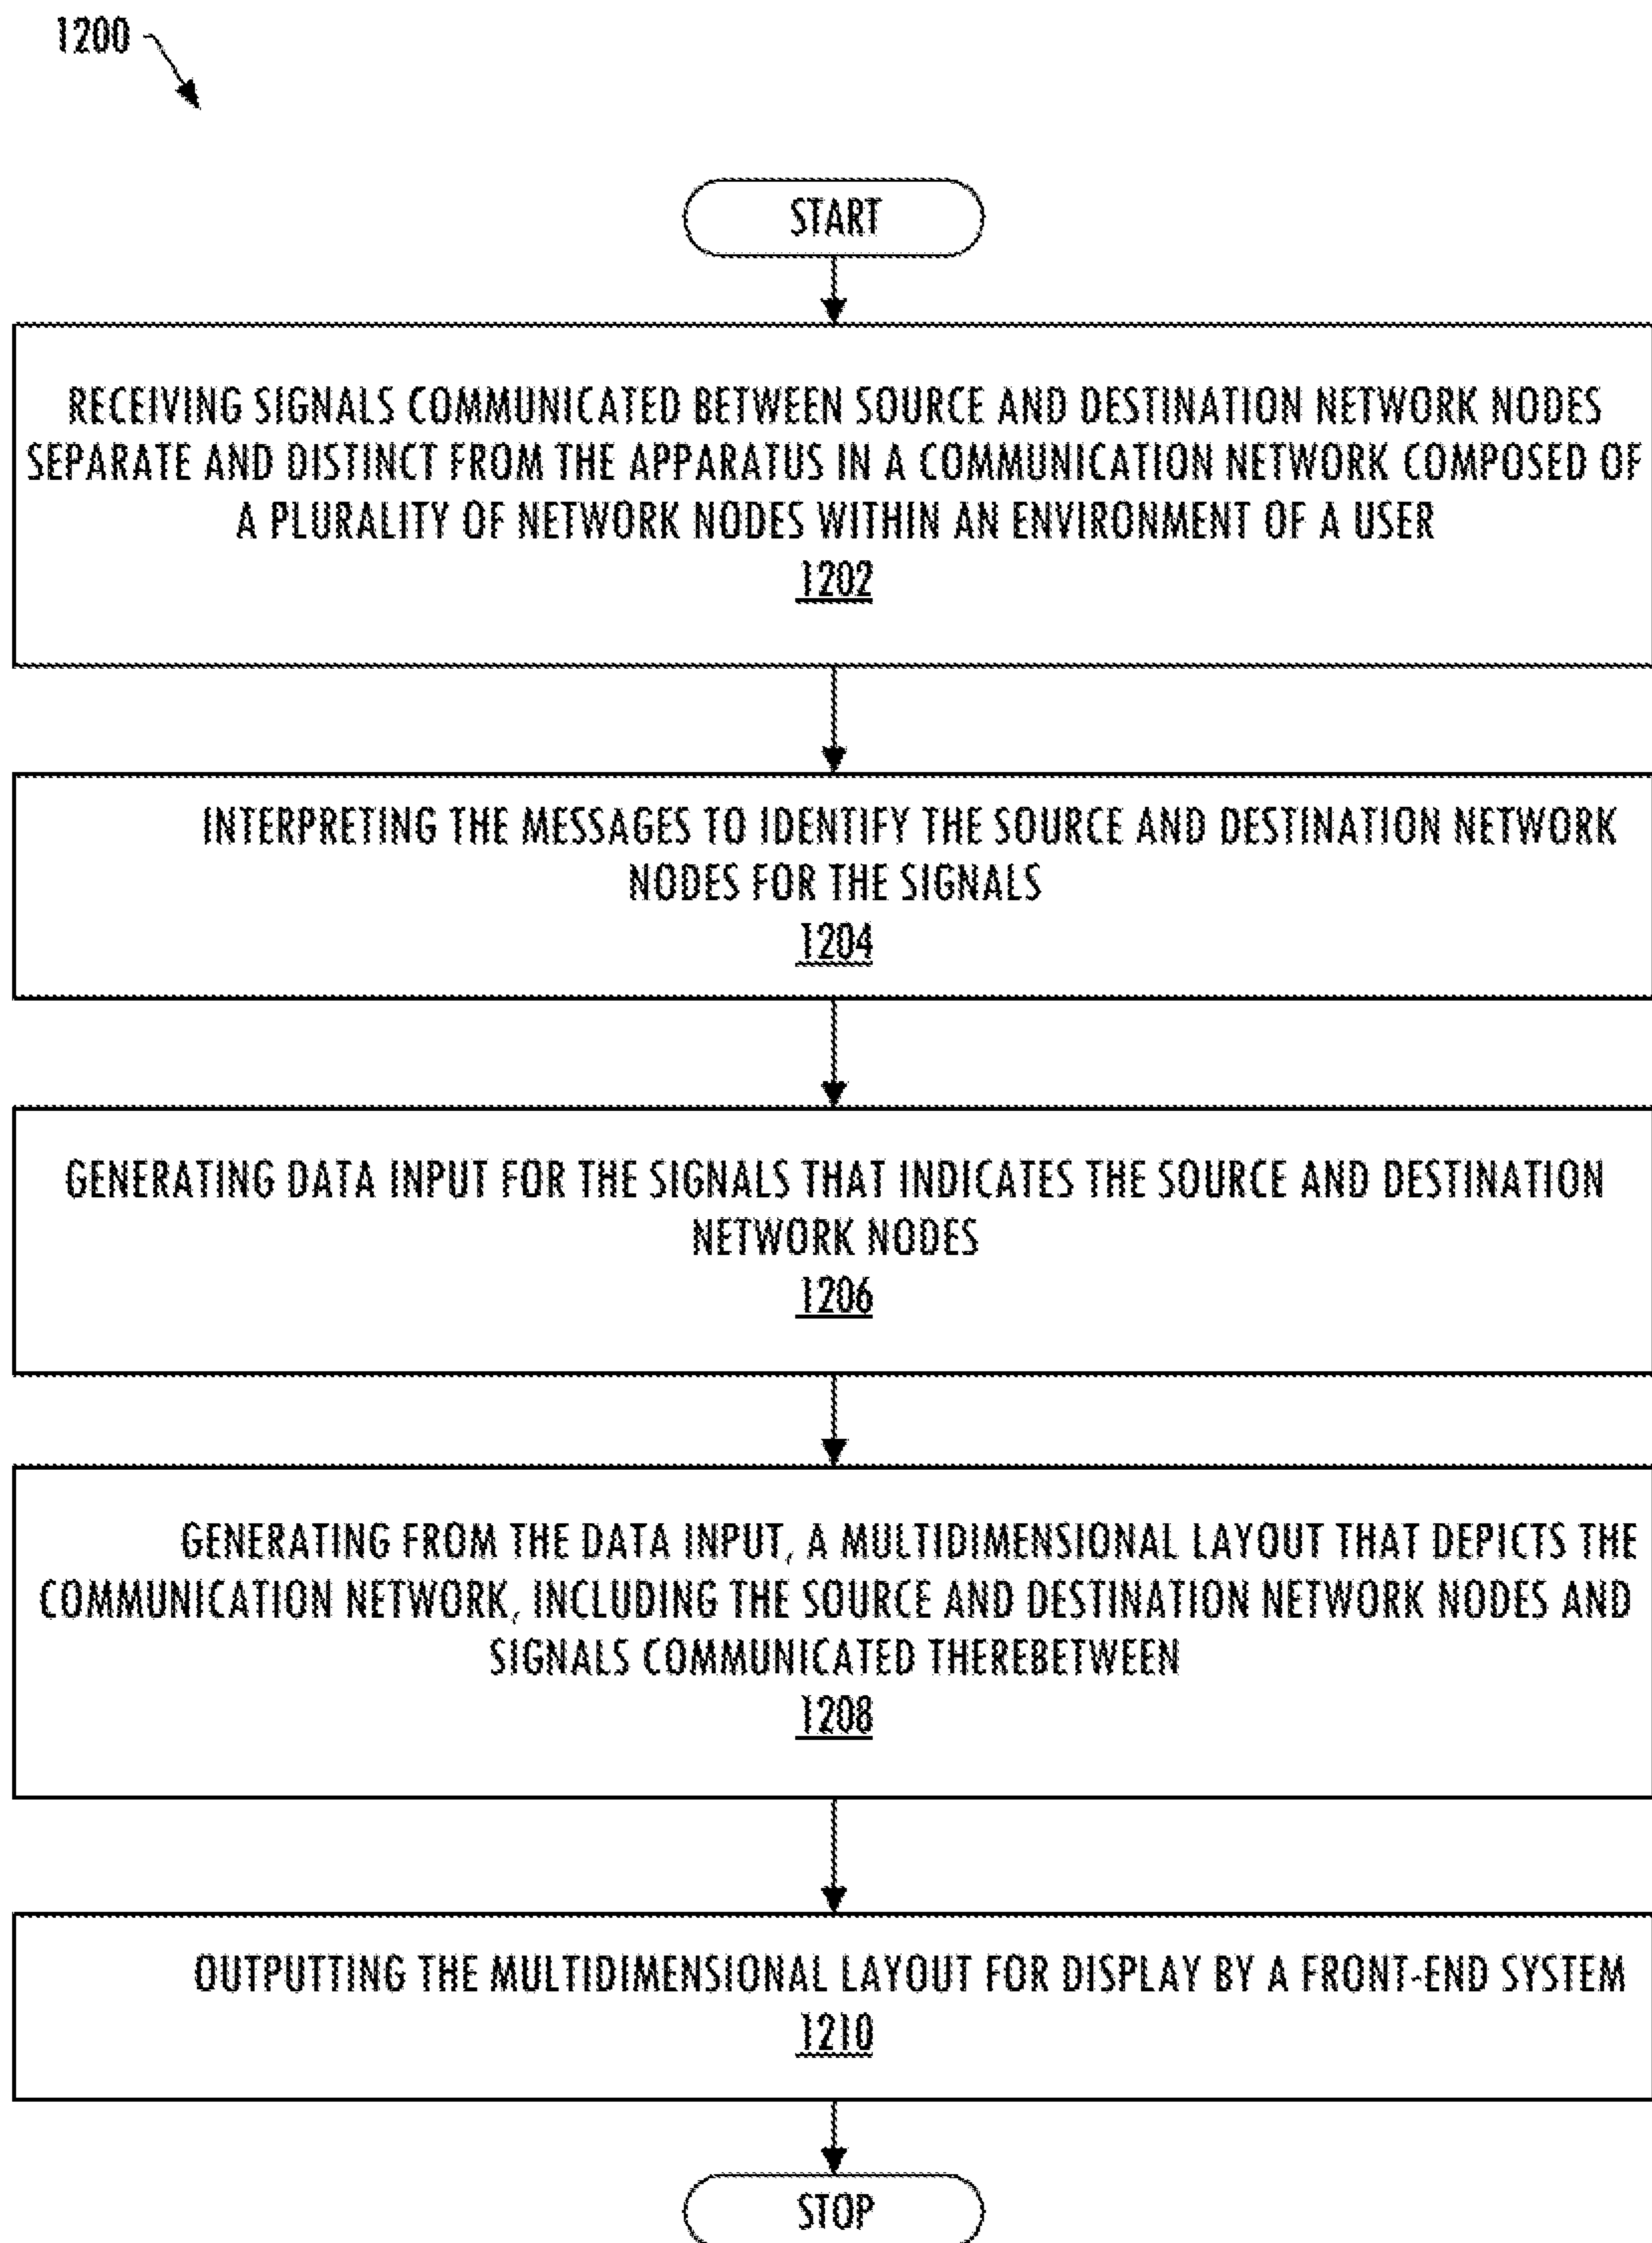 1200
START
RECEIVING SIGNALS COMMUNICATED BETWEEN SOURCE AND DESTINATION NETWORK NODES
SEPARATE AND DISTINCT FROM THE APPARATUS IN A COMMUNICATION NETWORK COMPOSED OF
A PLURALITY OF NETWORK NODES WITHIN AN ENVIRONMENT OF A USER
1202
INTERPRETING THE MESSAGES TO IDENTIFY THE SOURCE AND DESTINATION NETWORK
NODES FOR THE SIGNALS
1204
GENERATING DATA INPUT FOR THE SIGNALS THAT INDICATES THE SOURCE AND DESTINATION
NETWORK NODES
1206
GENERATING FROM THE DATA INPUT, A MULTIDIMENSIONAL LAYOUT THAT DEPICTS THE
COMMUNICATION NETWORK, INCLUDING THE SOURCE AND DESTINATION NETWORK NODES AND
SIGNALS COMMUNICATED THEREBETWEEN
1208
OUTPUTTING THE MULTIDIMENSIONAL LAYOUT FOR DISPLAY BY A FRONT-END SYSTEM
1210
STOP